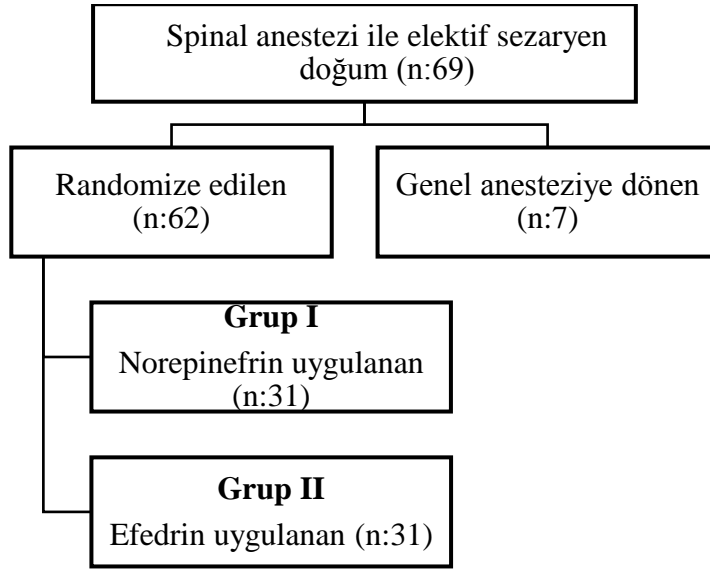 Spinal anestezi ile elektif sezaryen
doğum (n:69)
Randomize edilen
(n:62)
Genel anesteziye dönen
(n:7)
Grup I
Norepinefrin uygulanan
(n:31)
Grup II
Efedrin uygulanan (n:31)